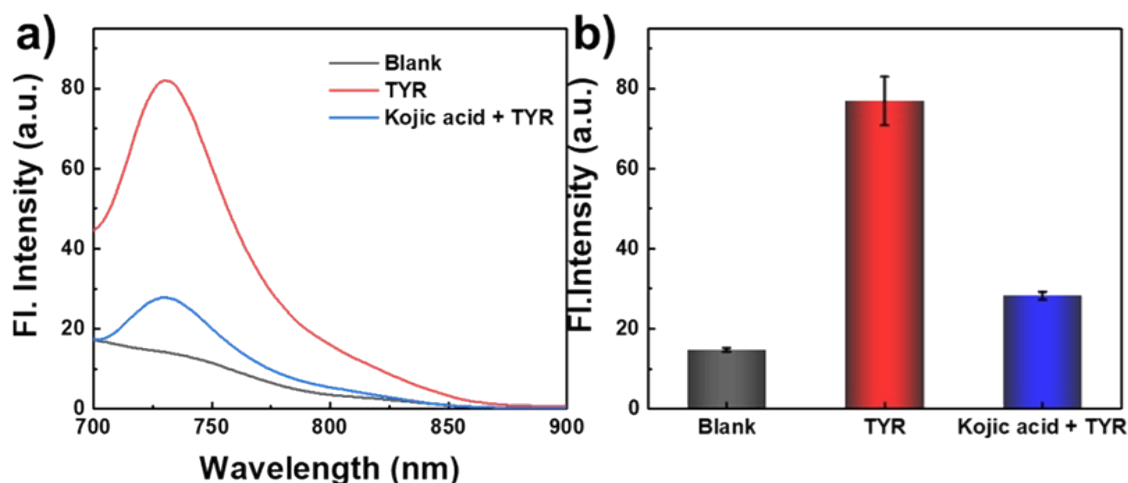 a)
Fl. Intensity (a.u.)
80
60
40
20
0
Blank
TYR
Kojic acid + TYR
700
750
800
850
900
Wavelength (nm)
b)
Fl.Intensity (a.u.)
80
60
40
20
0
Blank
TYR
Kojic acid + TYR